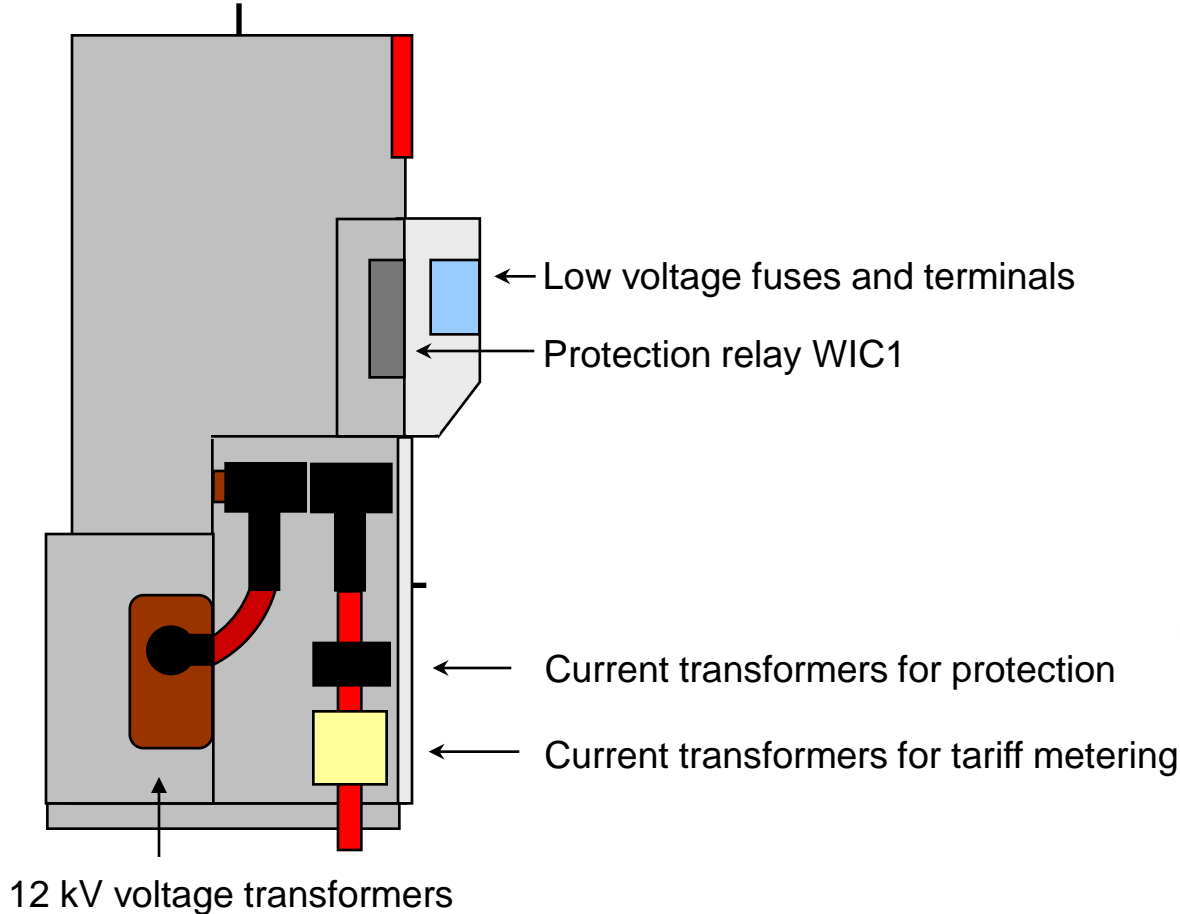 Low voltage fuses and terminals
Protection relay WIC1
Current transformers for protection
Current transformers for tariff metering
12 kV voltage transformers